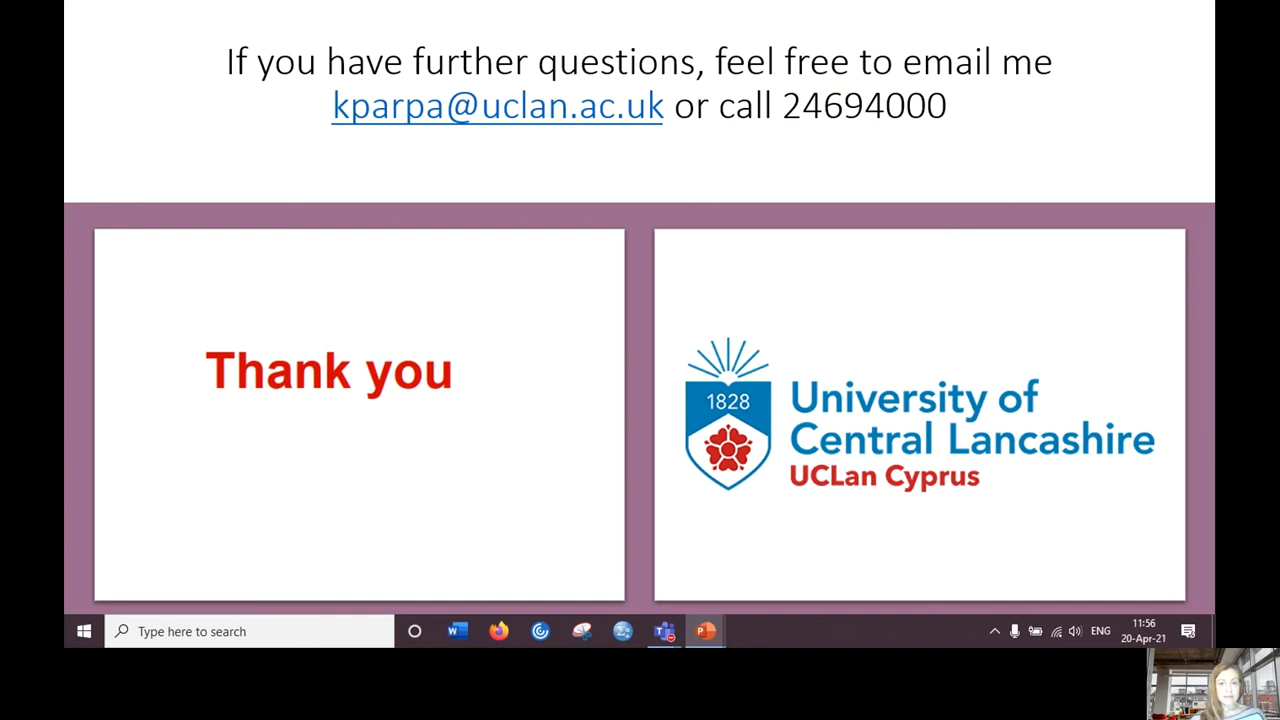 If you have further questions, feel free to email me
kparpa@uclan.ac.uk or call 24694000
Thank you
1828
University of
Central Lancashire
UCLan Cyprus
Type here to search
ENG
11:56
20-Apr-21